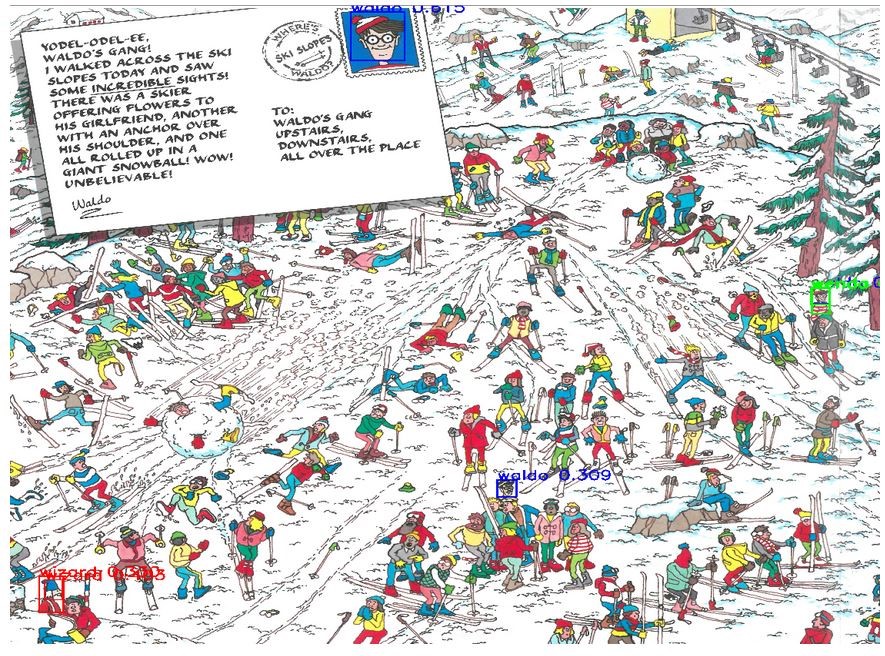 waldo 0.615
YODEL-ODEL-EE,
WALDO'S GANG!
I WALKED ACROSS THE SKI
SLOPES TODAY AND SAW
SOME INCREDIBLE SIGHTS!
THERE WAS A SKIER
OFFERING FLOWERS TO
HIS GIRLFRIEND, ANOTHER
WITH AN ANCHOR OVER
HIS SHOULDER, AND ONE
ALL ROLLED UP IN A
GIANT SNOWBALL! WOW!
UNBELIEVABLE!
Waldo
WHERE'S
SKI SLOPES
WALDO?
TO:
WALDO'S GANG
UPSTAIRS,
DOWNSTAIRS,
ALL OVER THE PLACE
waldo 0.309